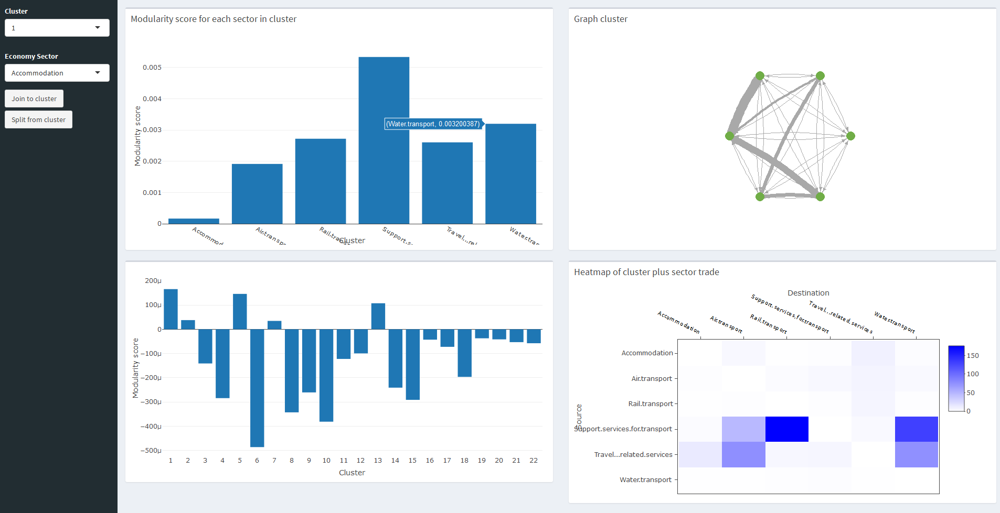 Cluster
1
Economy Sector
Accommodation
Join to cluster
Split from cluster
Modularity score for each sector in cluster
Modularity score
0.005
0.004
0.003
0.002
0.001
0
(Water.transport, 0.003200387)
Accommod
Air.transpo
Rail.trans
Support.s
Travel...rel
Water.tran
Cluster
Graph cluster
Modularity score
200µ
100µ
0
−100µ
−200µ
−300µ
−400µ
−500µ
1 2 3 4 5 6 7 8 9 10 11 12 13 14 15 16 17 18 19 20 21 22
Cluster
Heatmap of cluster plus sector trade
Destination
Accommodation
Air.transport
Rail.transport
Support.services.for.transport
Travel...related.services
Water.transport
Source
Accommodation
Air.transport
Rail.transport
Support.services.for.transport
Travel...related.services
Water.transport
150
100
50
0